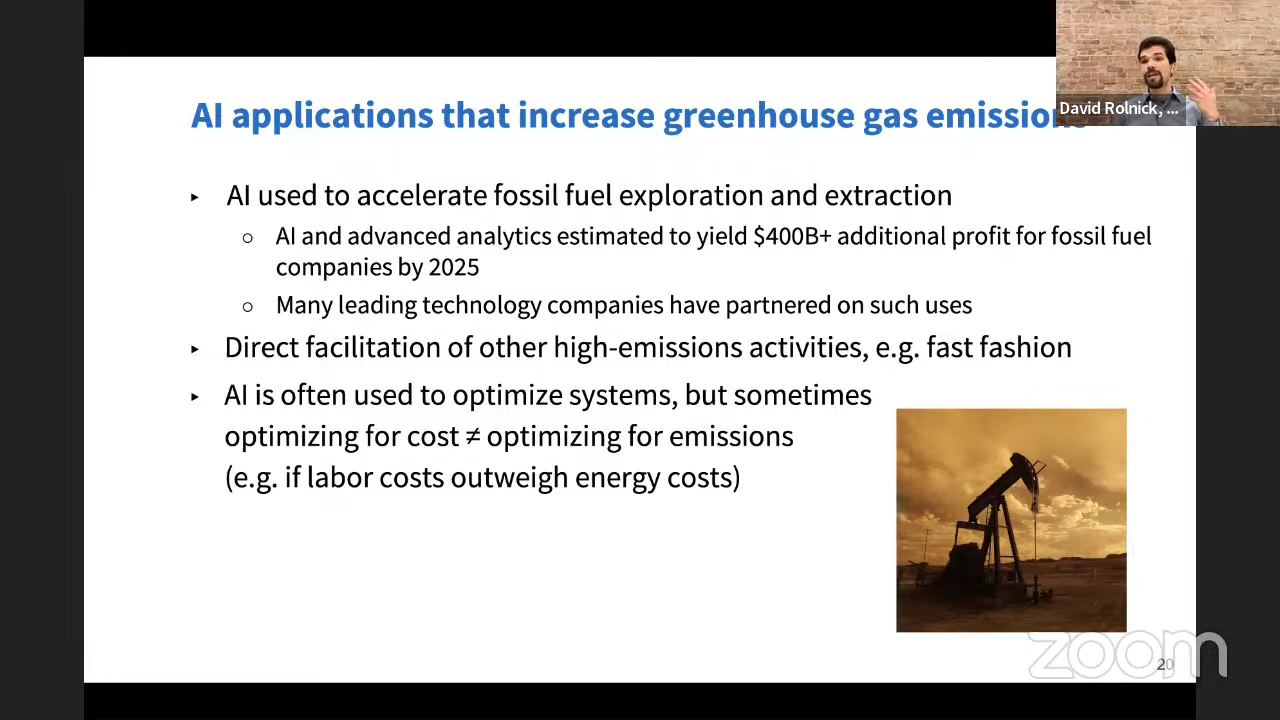 AI applications that increase greenhouse gas emissions
David Rolnick, ...
▸ AI used to accelerate fossil fuel exploration and extraction
○ AI and advanced analytics estimated to yield $400B+ additional profit for fossil fuel
companies by 2025
○ Many leading technology companies have partnered on such uses
▸ Direct facilitation of other high-emissions activities, e.g. fast fashion
▸ AI is often used to optimize systems, but sometimes
optimizing for cost ≠ optimizing for emissions
(e.g. if labor costs outweigh energy costs)
zoom
20